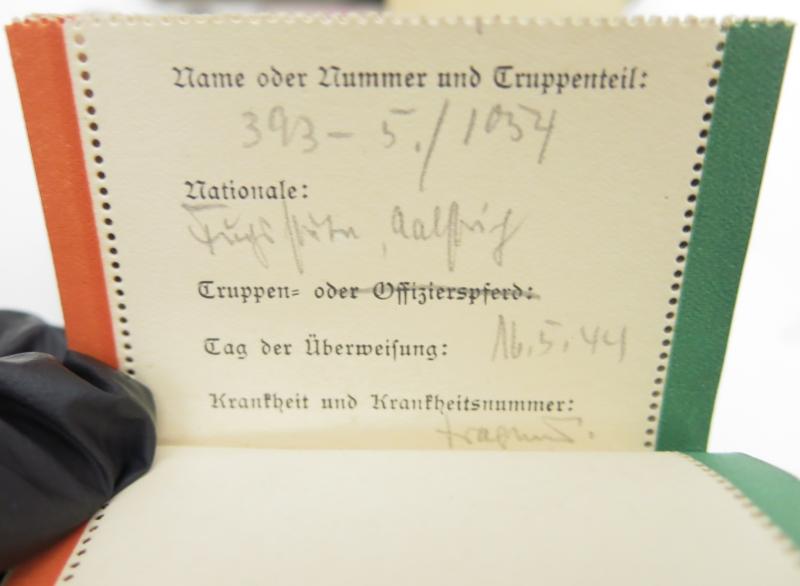 Name oder Nummer und Truppenteil:
393 – 5./1054
Nationale:
Fuchsstute, Aalstrich
Truppen= oder Offizierspferd:
Tag der Überweisung: 16.5.44
Krankheit und Krankheitsnummer: